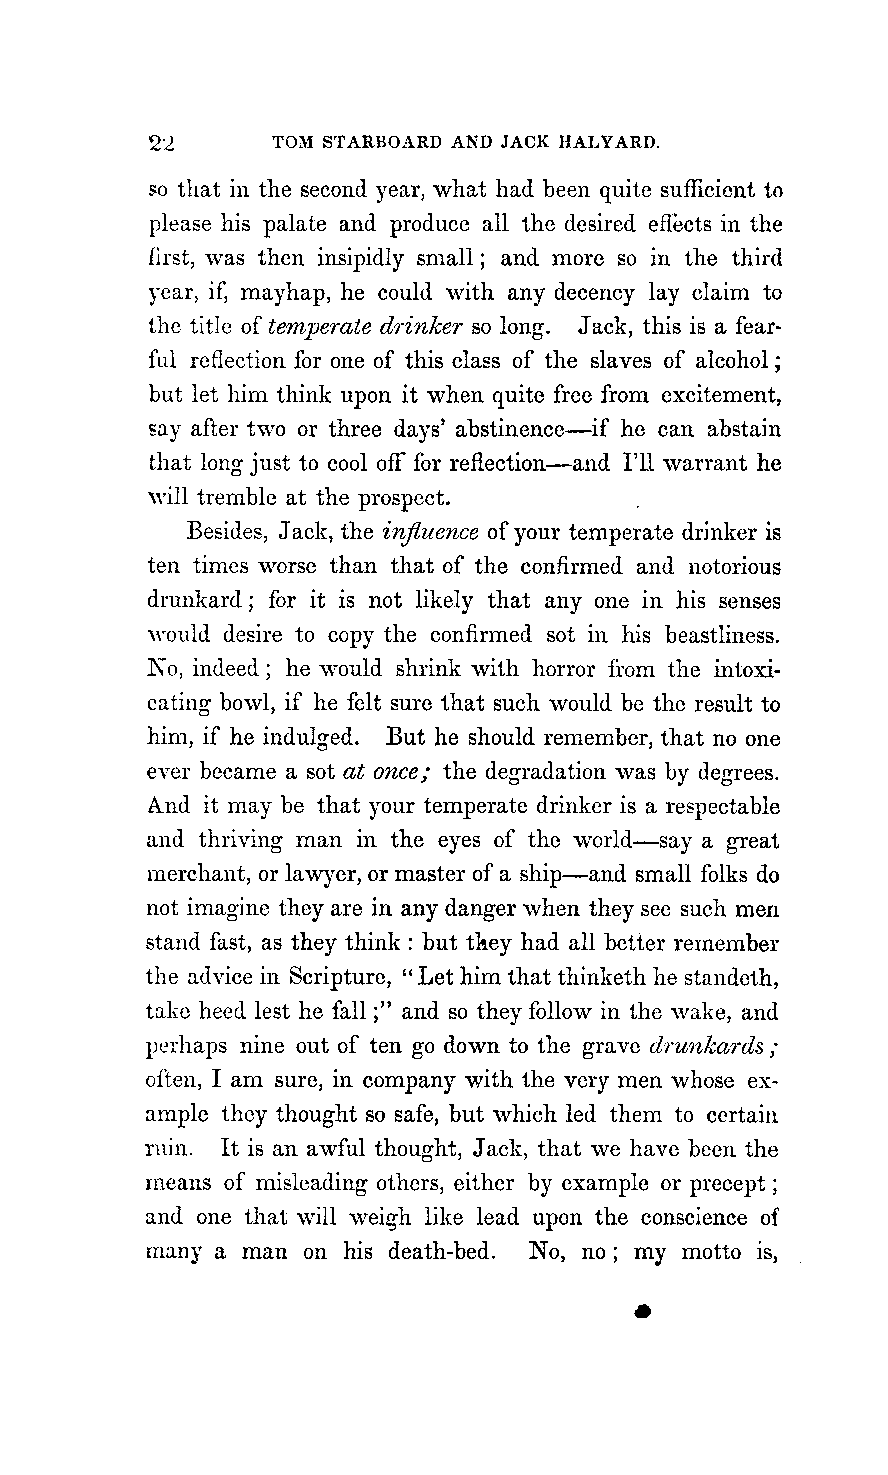 22 TOM STARBOARD AND JACK HALYARD.
so that in the second year, what had been quite sufficient to
please his palate and produce all the desired effects in the
first, was then insipidly small; and more so in the third
year, if, mayhap, he could with any decency lay claim to
the title of temperate drinker so long. Jack, this is a fear-
ful reflection for one of this class of the slaves of alcohol;
but let him think upon it when quite free from excitement,
say after two or three days' abstinence—if he can abstain
that long just to cool off for reflection—and I'll warrant he
will tremble at the prospect.
Besides, Jack, the influence of your temperate drinker is
ten times worse than that of the confirmed and notorious
drunkard; for it is not likely that any one in his senses
would desire to copy the confirmed sot in his beastliness.
No, indeed; he would shrink with horror from the intoxi-
cating bowl, if he felt sure that such would be the result to
him, if he indulged. But he should remember, that no one
ever became a sot at once; the degradation was by degrees.
And it may be that your temperate drinker is a respectable
and thriving man in the eyes of the world—say a great
merchant, or lawyer, or master of a ship—and small folks do
not imagine they are in any danger when they see such men
stand fast, as they think : but they had all better remember
the advice in Scripture, "Let him that thinketh he standeth,
take heed lest he fall;" and so they follow in the wake, and
perhaps nine out of ten go down to the grave drunkards;
often, I am sure, in company with the very men whose ex-
ample they thought so safe, but which led them to certain
ruin. It is an awful thought, Jack, that we have been the
means of misleading others, either by example or precept;
and one that will weigh like lead upon the conscience of
many a man on his death-bed. No, no; my motto is,